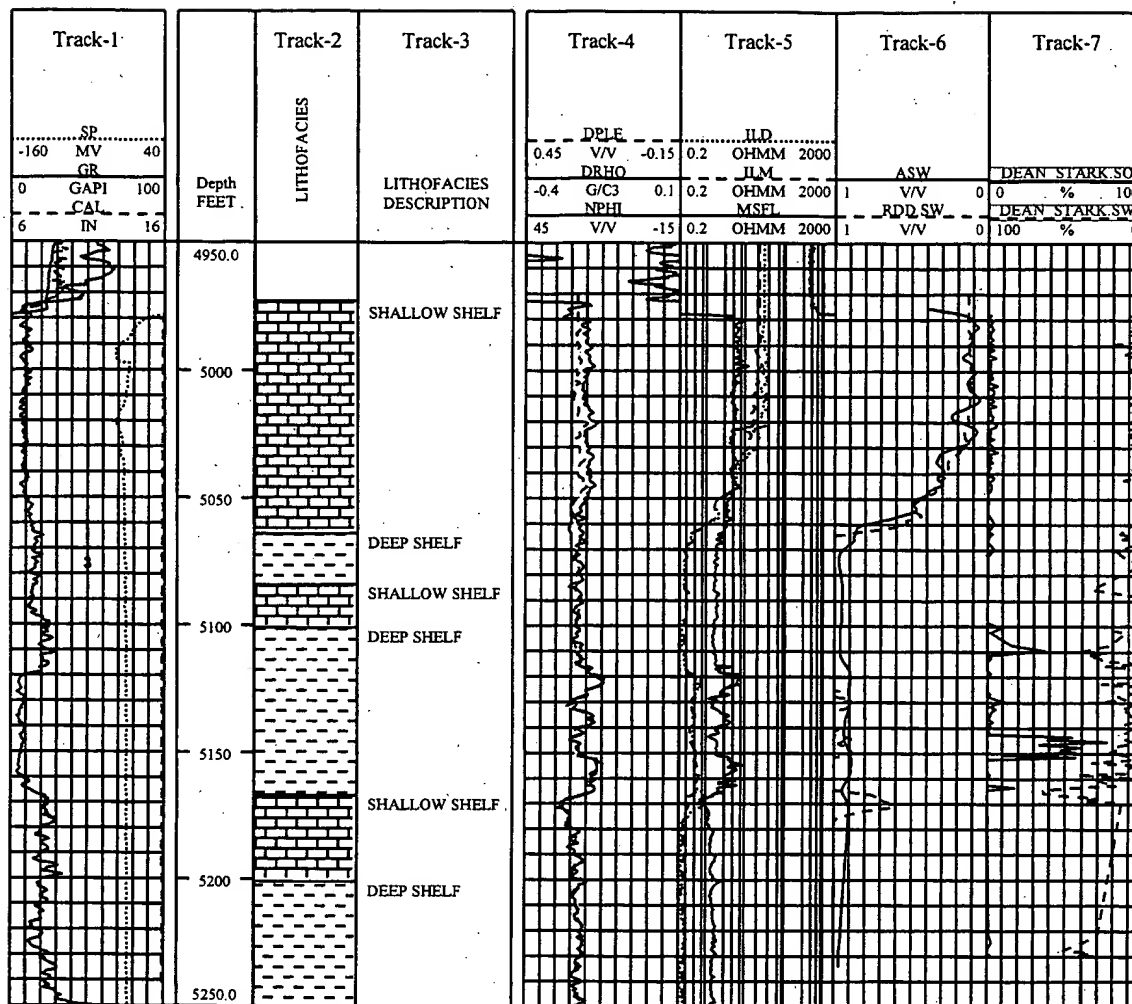 Track-1
Track-2
Track-3
Track-4
Track-5
Track-6
Track-7
SP
-160 MV 40
GR
0 GAPI 100
CAL
6 IN 16
Depth
FEET
LITHOFACIES
LITHOFACIES
DESCRIPTION
DPLE
0.45 V/V -0.15
DRHO
-0.4 G/C3 0.1
NPHI
45 V/V -15
ILD
0.2 OHMM 2000
ILM
0.2 OHMM 2000
MSFL
0.2 OHMM 2000
ASW
1 V/V 0
RDD SW
1 V/V 0
DEAN STARK.SO
0 % 100
DEAN STARK.SW
100 %
4950.0
SHALLOW SHELF
5000
5050
DEEP SHELF
SHALLOW SHELF
5100
DEEP SHELF
5150
SHALLOW SHELF
5200
DEEP SHELF
5250.0